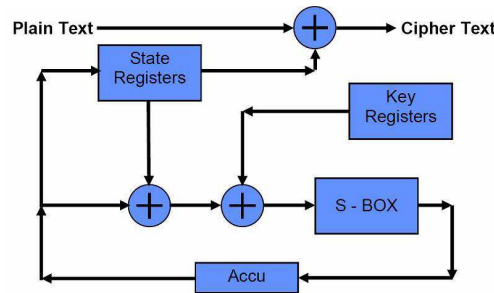 Plain Text
Cipher Text
State
Registers
Key
Registers
S - BOX
Accu